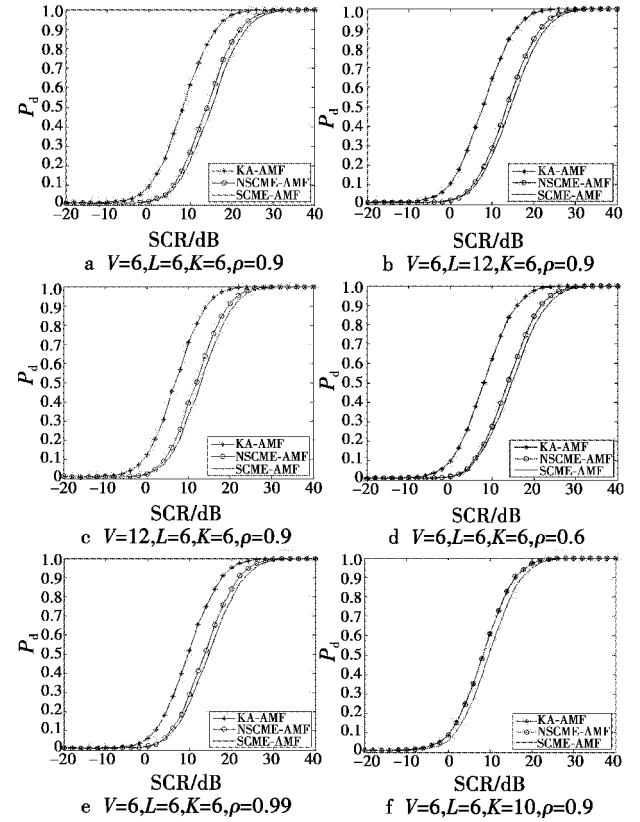 1.0
0.9
0.8
0.7
0.6
0.5
0.4
0.3
0.2
0.1
0
P_d
KA-AMF
NSCME-AMF
SCME-AMF
-20 -10 0 10 20 30 40
SCR/dB
a V=6,L=6,K=6,ρ=0.9
1.0
0.9
0.8
0.7
0.6
0.5
0.4
0.3
0.2
0.1
0
P_d
KA-AMF
NSCME-AMF
SCME-AMF
-20 -10 0 10 20 30 40
SCR/dB
b V=6,L=12,K=6,ρ=0.9
1.0
0.9
0.8
0.7
0.6
0.5
0.4
0.3
0.2
0.1
0
P_d
KA-AMF
NSCME-AMF
SCME-AMF
-20 -10 0 10 20 30 40
SCR/dB
c V=12,L=6,K=6,ρ=0.9
1.0
0.9
0.8
0.7
0.6
0.5
0.4
0.3
0.2
0.1
0
P_d
KA-AMF
NSCME-AMF
SCME-AMF
-20 -10 0 10 20 30 40
SCR/dB
d V=6,L=6,K=6,ρ=0.6
1.0
0.9
0.8
0.7
0.6
0.5
0.4
0.3
0.2
0.1
0
P_d
KA-AMF
NSCME-AMF
SCME-AMF
-20 -10 0 10 20 30 40
SCR/dB
e V=6,L=6,K=6,ρ=0.99
1.0
0.9
0.8
0.7
0.6
0.5
0.4
0.3
0.2
0.1
0
P_d
KA-AMF
NSCME-AMF
SCME-AMF
-20 -10 0 10 20 30 40
SCR/dB
f V=6,L=6,K=10,ρ=0.9